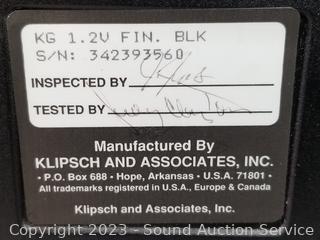 KG 1.2V FIN. BLK
S/N: 342393560
INSPECTED BY
TESTED BY
Manufactured By
KLIPSCH AND ASSOCIATES, INC.
• P.O. Box 688 • Hope, Arkansas • U.S.A. 71801 •
All trademarks registered in U.S.A., Europe & Canada
Klipsch and Associates, Inc.
Copyright © 2023 - Sound Auction Service